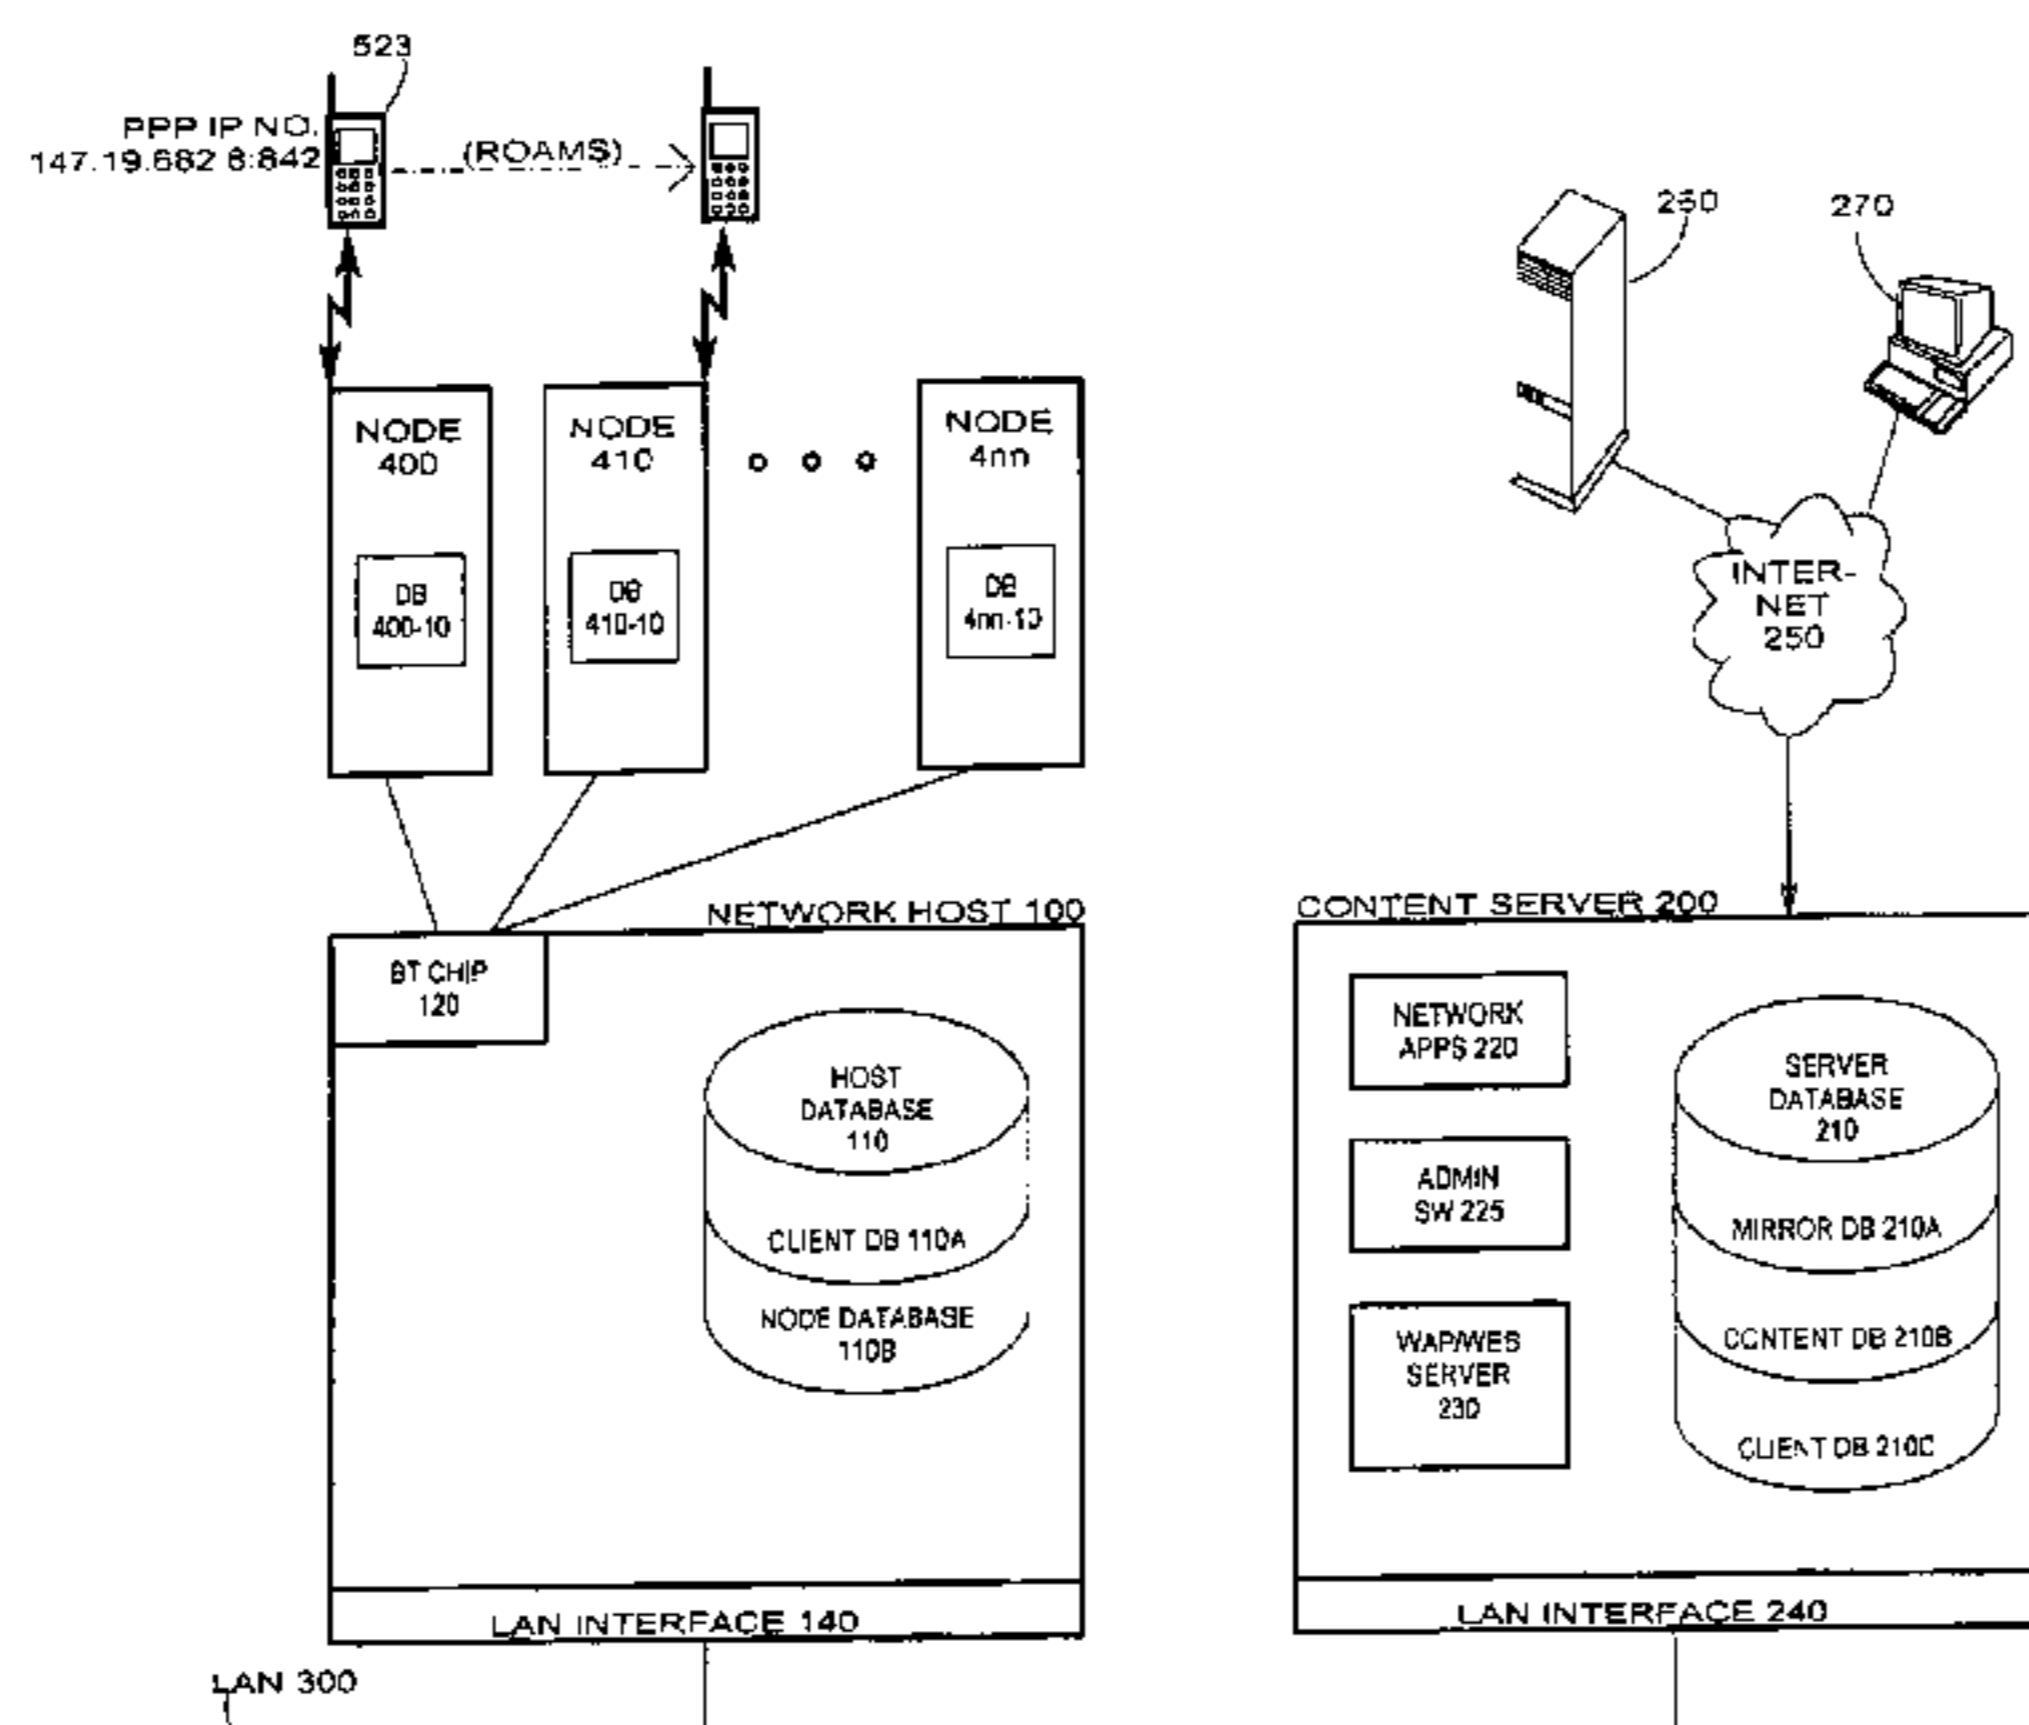 523
PPP IP NO.
147.19.682 8:842
(ROAMS)
260
270
NODE
400
NODE
410
NODE
4nn
DB
400-10
DB
410-10
DB
4nn-10
INTER-
NET
250
NETWORK HOST 100
CONTENT SERVER 200
BT CHIP
120
HOST
DATABASE
110
CLIENT DB 110A
NODE DATABASE
110B
NETWORK
APPS 220
ADMIN
SW 225
WAP/WEB
SERVER
230
SERVER
DATABASE
210
MIRROR DB 210A
CONTENT DB 210B
CLIENT DB 210C
LAN INTERFACE 140
LAN INTERFACE 240
LAN 300